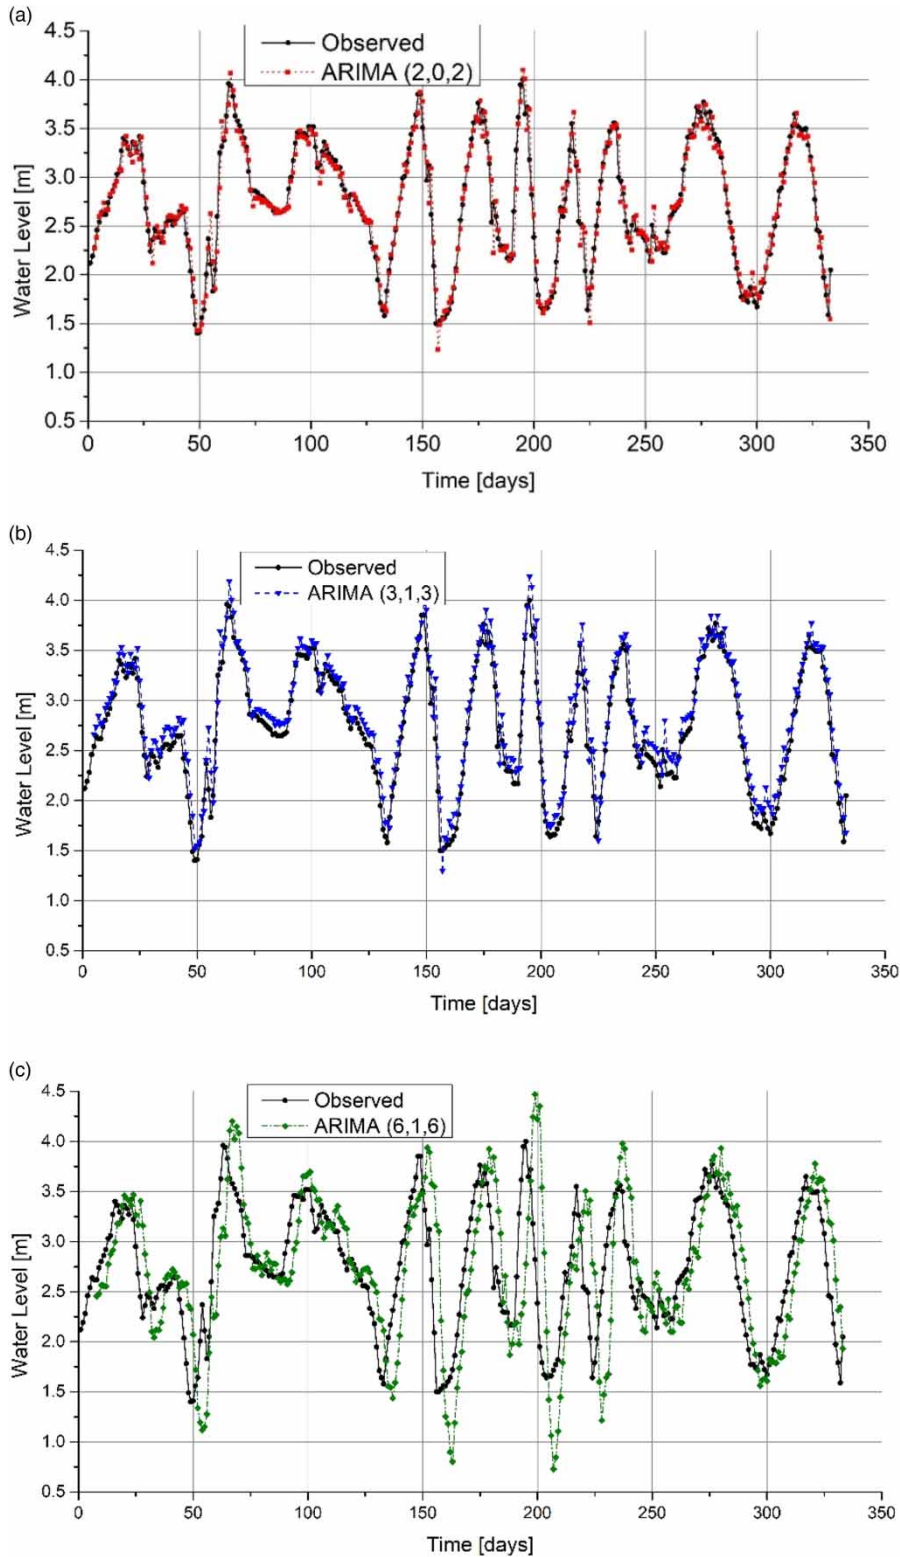 (a)
Observed
ARIMA (2,0,2)
4.5
4.0
3.5
3.0
2.5
2.0
1.5
1.0
0.5
Water Level [m]
0 50 100 150 200 250 300 350
Time [days]
(b)
Observed
ARIMA (3,1,3)
4.5
4.0
3.5
3.0
2.5
2.0
1.5
1.0
0.5
Water Level [m]
0 50 100 150 200 250 300 350
Time [days]
(c)
Observed
ARIMA (6,1,6)
4.5
4.0
3.5
3.0
2.5
2.0
1.5
1.0
0.5
Water Level [m]
0 50 100 150 200 250 300 350
Time [days]